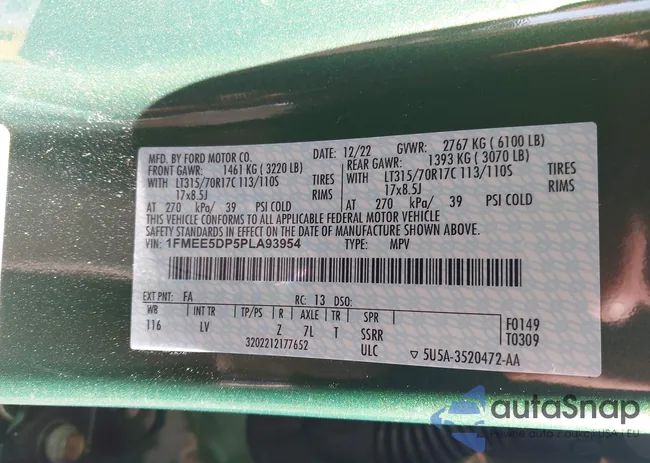 MFD. BY FORD MOTOR CO.
DATE: 12/22 GVWR: 2767 KG ( 6100 LB)
FRONT GAWR: 1461 KG ( 3220 LB)
REAR GAWR: 1393 KG ( 3070 LB)
WITH LT315/70R17C 113/110S TIRES
WITH LT315/70R17C 113/110S TIRES
17x8.5J RIMS
17x8.5J RIMS
AT 270 kPa/ 39 PSI COLD
AT 270 kPa/ 39 PSI COLD
THIS VEHICLE CONFORMS TO ALL APPLICABLE FEDERAL MOTOR VEHICLE
SAFETY STANDARDS IN EFFECT ON THE DATE OF MANUFACTURE SHOWN ABOVE.
VIN: 1FMEE5DP5PLA93954 TYPE: MPV
EXT PNT: FA RC: 13 DSO:
WB INT TR TP/PS R AXLE TR SPR
116 LV Z 7L T SSRR
F0149
T0309
3202212177652 ULC ▽ 5U5A-3520472-AA
autoSnap
USA | EU